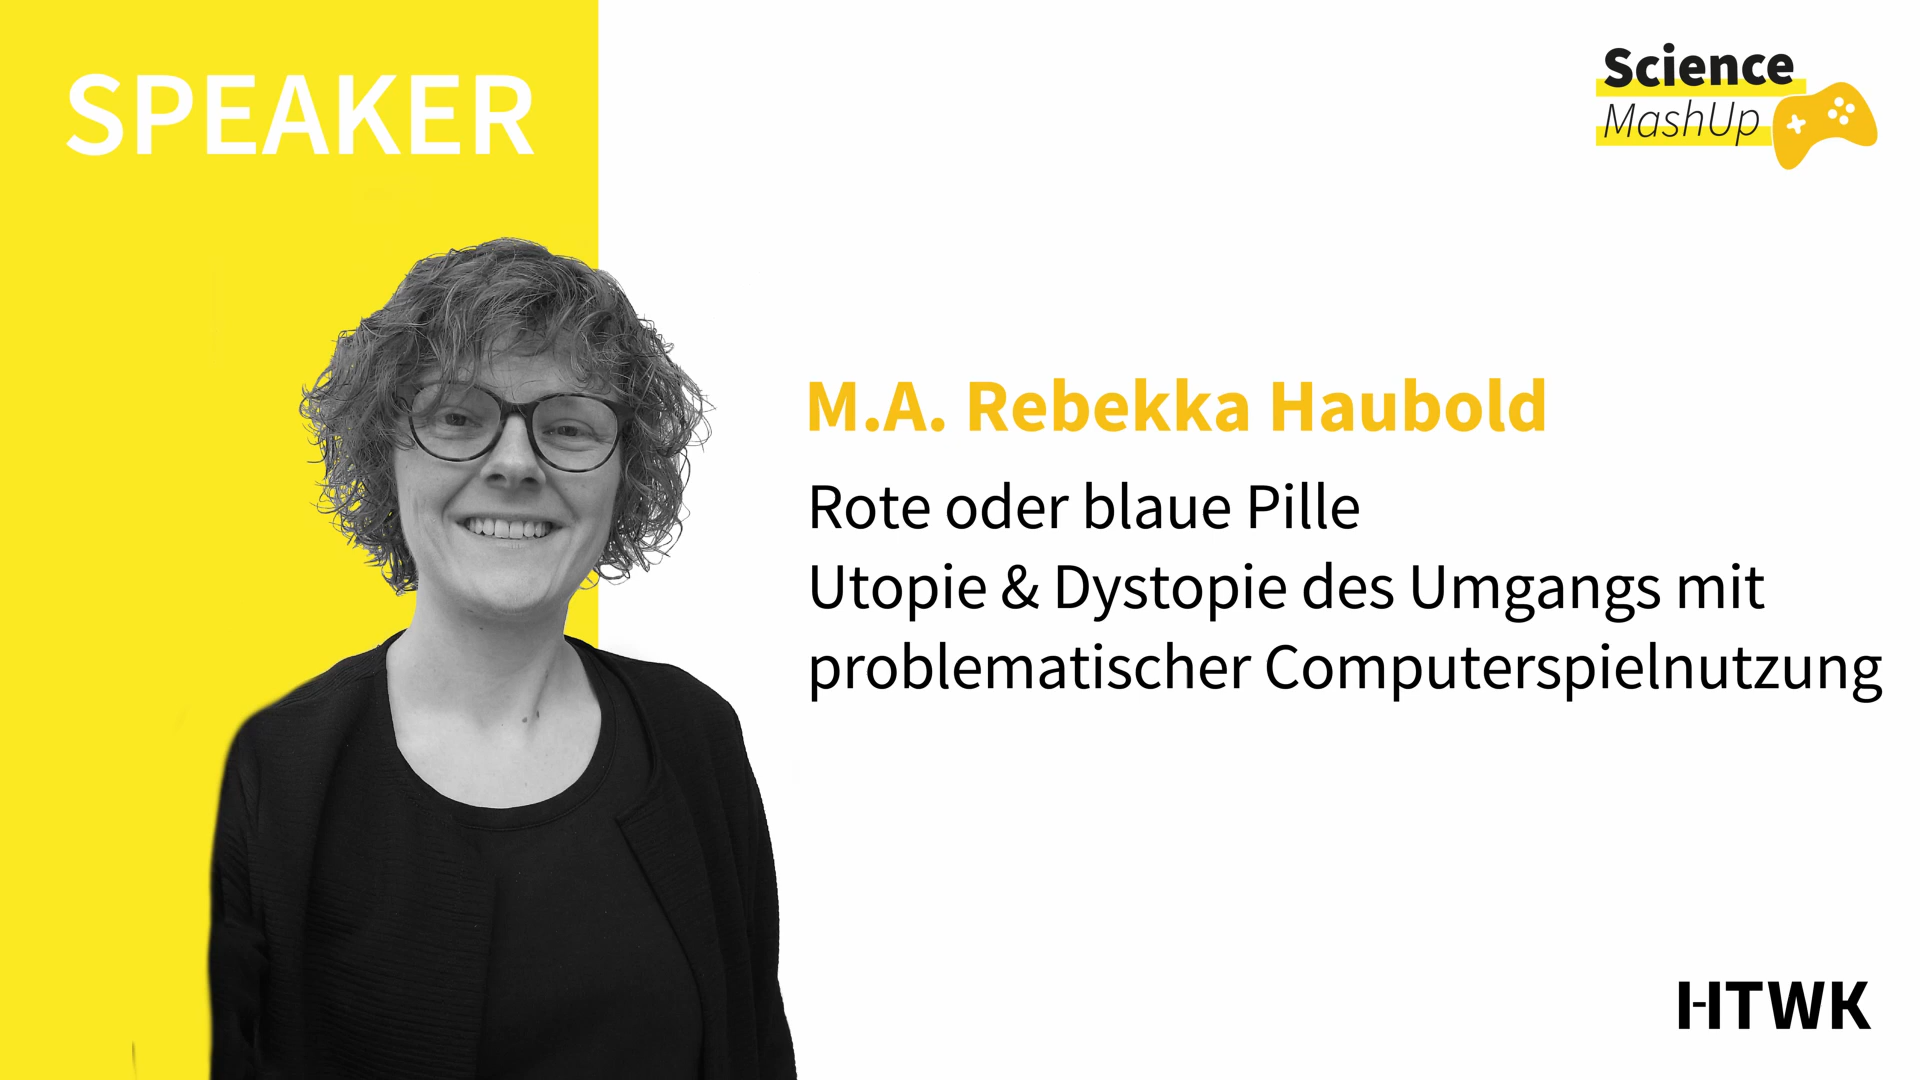 SPEAKER
Science
MashUp
M.A. Rebekka Haubold
Rote oder blaue Pille
Utopie & Dystopie des Umgangs mit
problematischer Computerspielnutzung
HTWK